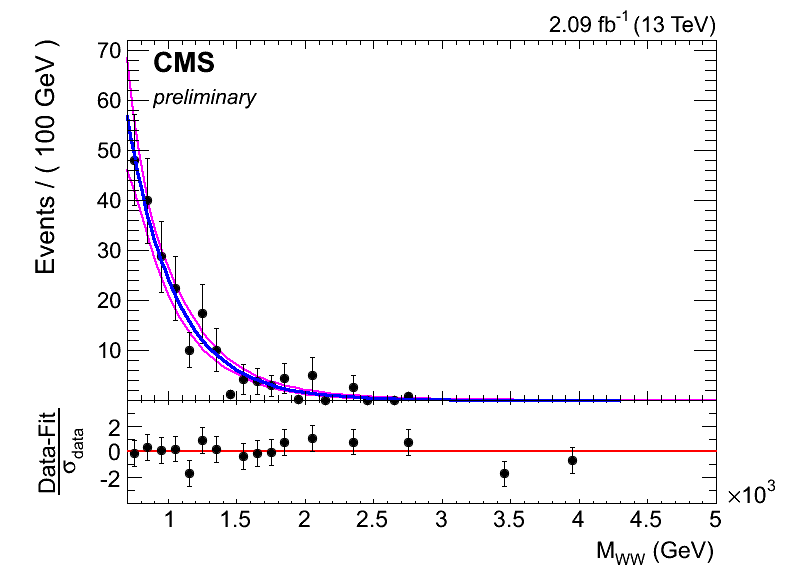 2.09 fb-1 (13 TeV)
CMS
preliminary
Events / ( 100 GeV )
70
60
50
40
30
20
10
Data-Fit
σdata
2
0
-2
1
1.5
2
2.5
3
3.5
4
4.5
5
×10³
MWW (GeV)